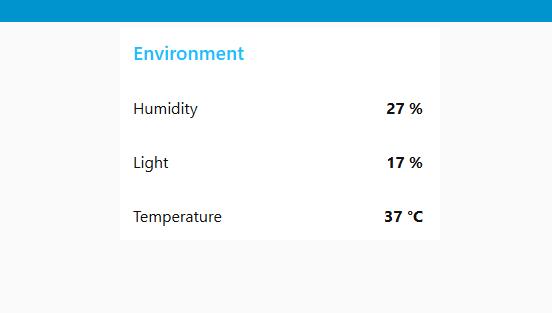 Environment
Humidity 27 %
Light 17 %
Temperature 37 °C